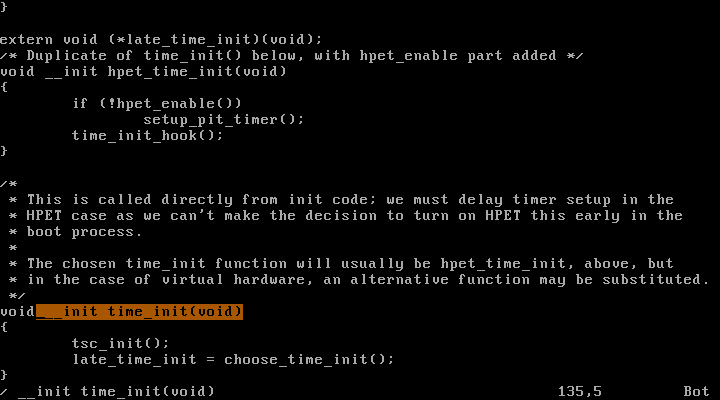 }

extern void (*late_time_init)(void);
/* Duplicate of time_init() below, with hpet_enable part added */
void __init hpet_time_init(void)
{
        if (!hpet_enable())
                setup_pit_timer();
        time_init_hook();
}

/*
 * This is called directly from init code; we must delay timer setup in the
 * HPET case as we can't make the decision to turn on HPET this early in the
 * boot process.
 *
 * The chosen time_init function will usually be hpet_time_init, above, but
 * in the case of virtual hardware, an alternative function may be substituted.
 */
void __init time_init(void)
{
        tsc_init();
        late_time_init = choose_time_init();
}
/ __init time_init(void) 135,5 Bot